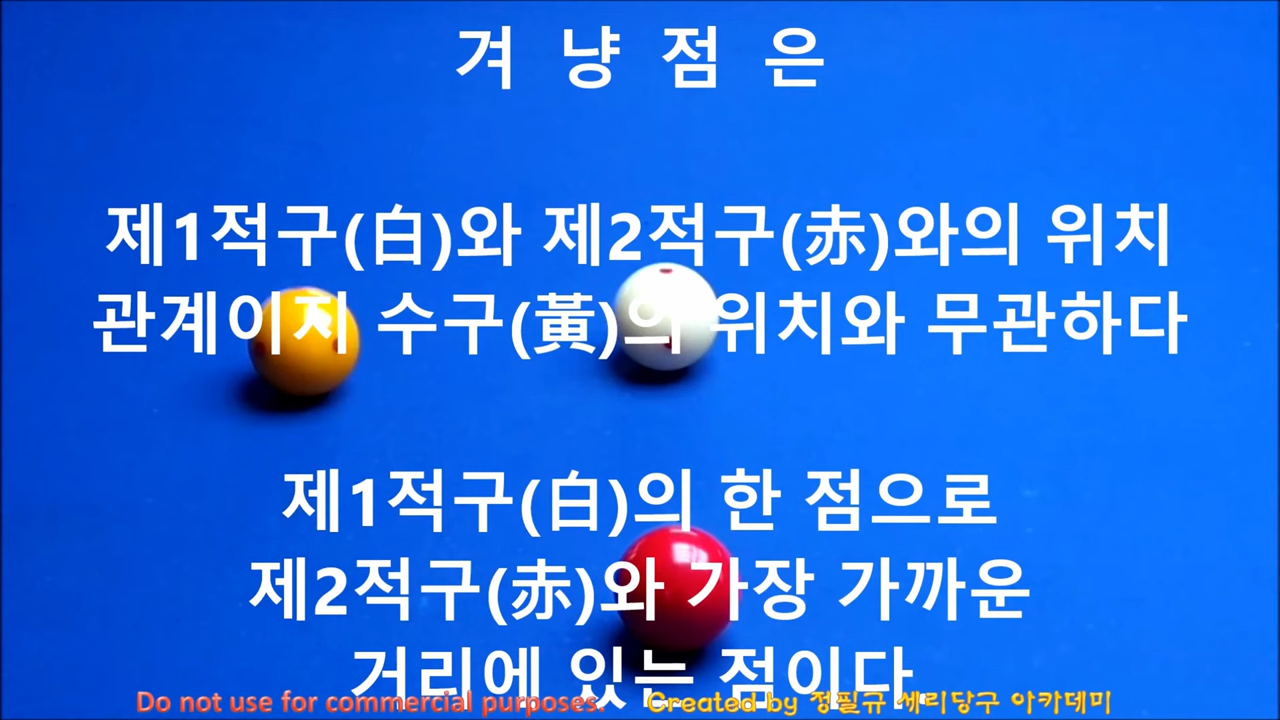 겨 냥 점 은
제1적구(白)와 제2적구(赤)와의 위치
관계이지 수구(黃)의 위치와 무관하다
제1적구(白)의 한 점으로
제2적구(赤)와 가장 가까운
거리에 있는 점이다.
Do not use for commercial purposes. Created by 정필규 세리당구 아카데미